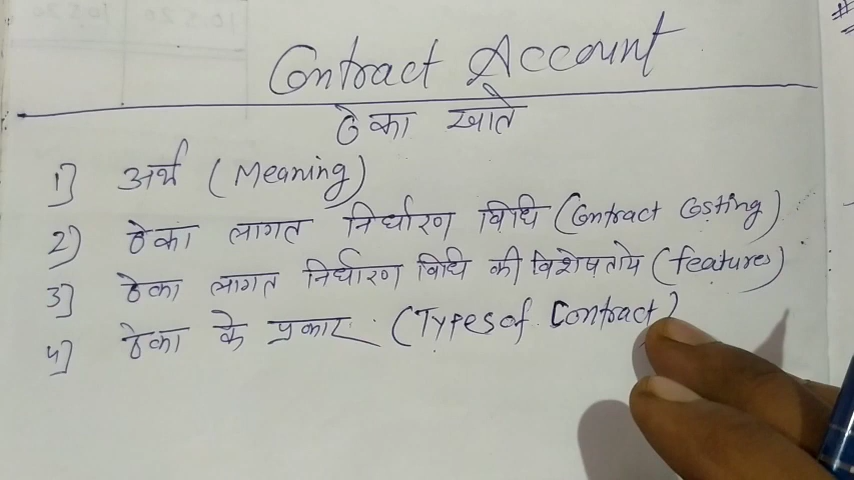 Contract Account
ठेका खाते
1) अर्थ (Meaning)
2) ठेका लागत निर्धारण विधि (Contract Costing)
3) ठेका लागत निर्धारण विधि की विशेषताये (features)
4) ठेका के प्रकार (Types of Contract)